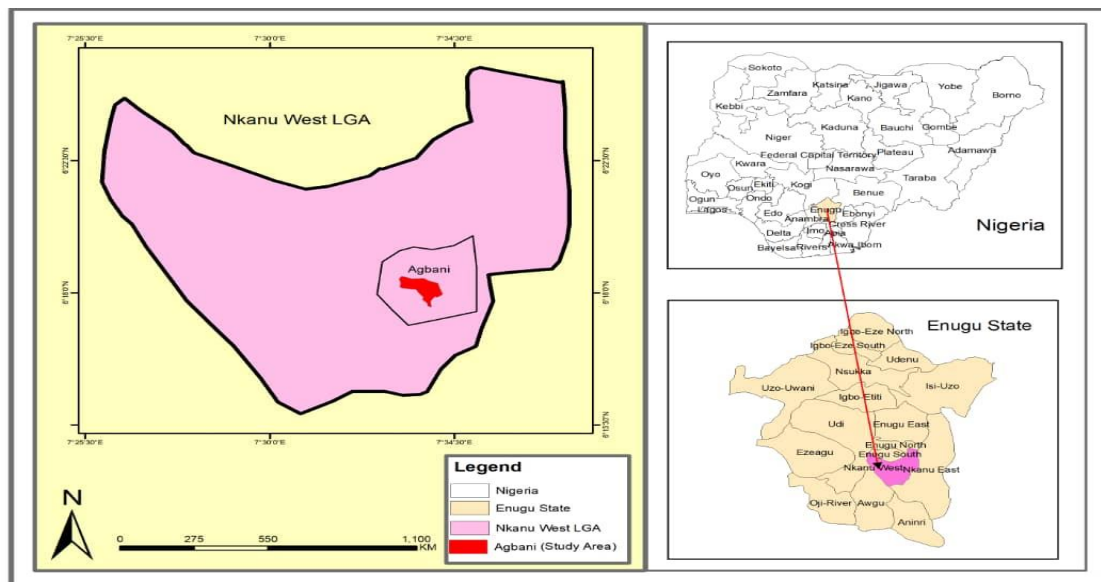 7°25'30"E 7°30'0"E 7°34'30"E
Nkanu West LGA
6°22'30"N 6°22'30"N
Agbani
6°18'0"N 6°18'0"N
6°13'30"N
7°25'30"E 7°30'0"E 7°34'30"E
N
0 275 550 1,100
KM
Legend
Nigeria
Enugu State
Nkanu West LGA
Agbani (Study Area)
Sokoto
Katsina Jigawa Yobe
Zamfara Kano Borno
Kebbi
Kaduna Bauchi Gombe
Niger
Adamawa
Federal Capital Territory Plateau
Kwara Nasarawa
Oyo Taraba
Ekiti Kogi
Osun Benue
Ogun Ondo
Lagos Edo Enugu Ebonyi
Anambra Cross River
Delta Imo Abia
Bayelsa Rivers Akwa Ibom
Nigeria
Enugu State
Igbo-Eze North
Igbo-Eze South
Udenu
Nsukka
Uzo-Uwani Isi-Uzo
Igbo-Etiti
Udi Enugu East
Enugu North
Ezeagu Enugu South
Nkanu West Nkanu East
Oji-River Awgu
Aninri